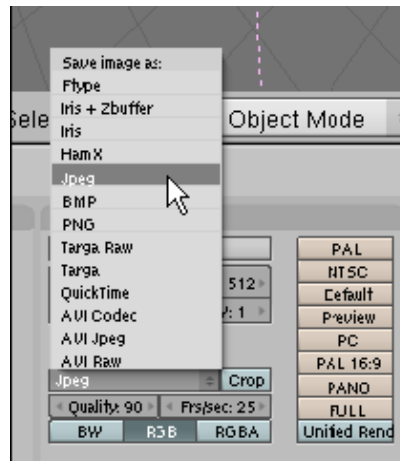 Save image as:
Ftype
Iris + Zbuffer
Iris
Ham X
Jpeg
BMP
PNG
Targa Raw
Targa
QuickTime
AVI Codec
AVI Jpeg
AVI Raw
Object Mode
512
: 1
Jpeg
Crop
Quality: 90
Frs/sec: 25
BW
RGB
RGBA
PAL
NTSC
Default
Preview
PC
PAL 16:9
PANO
FULL
Unified Rend